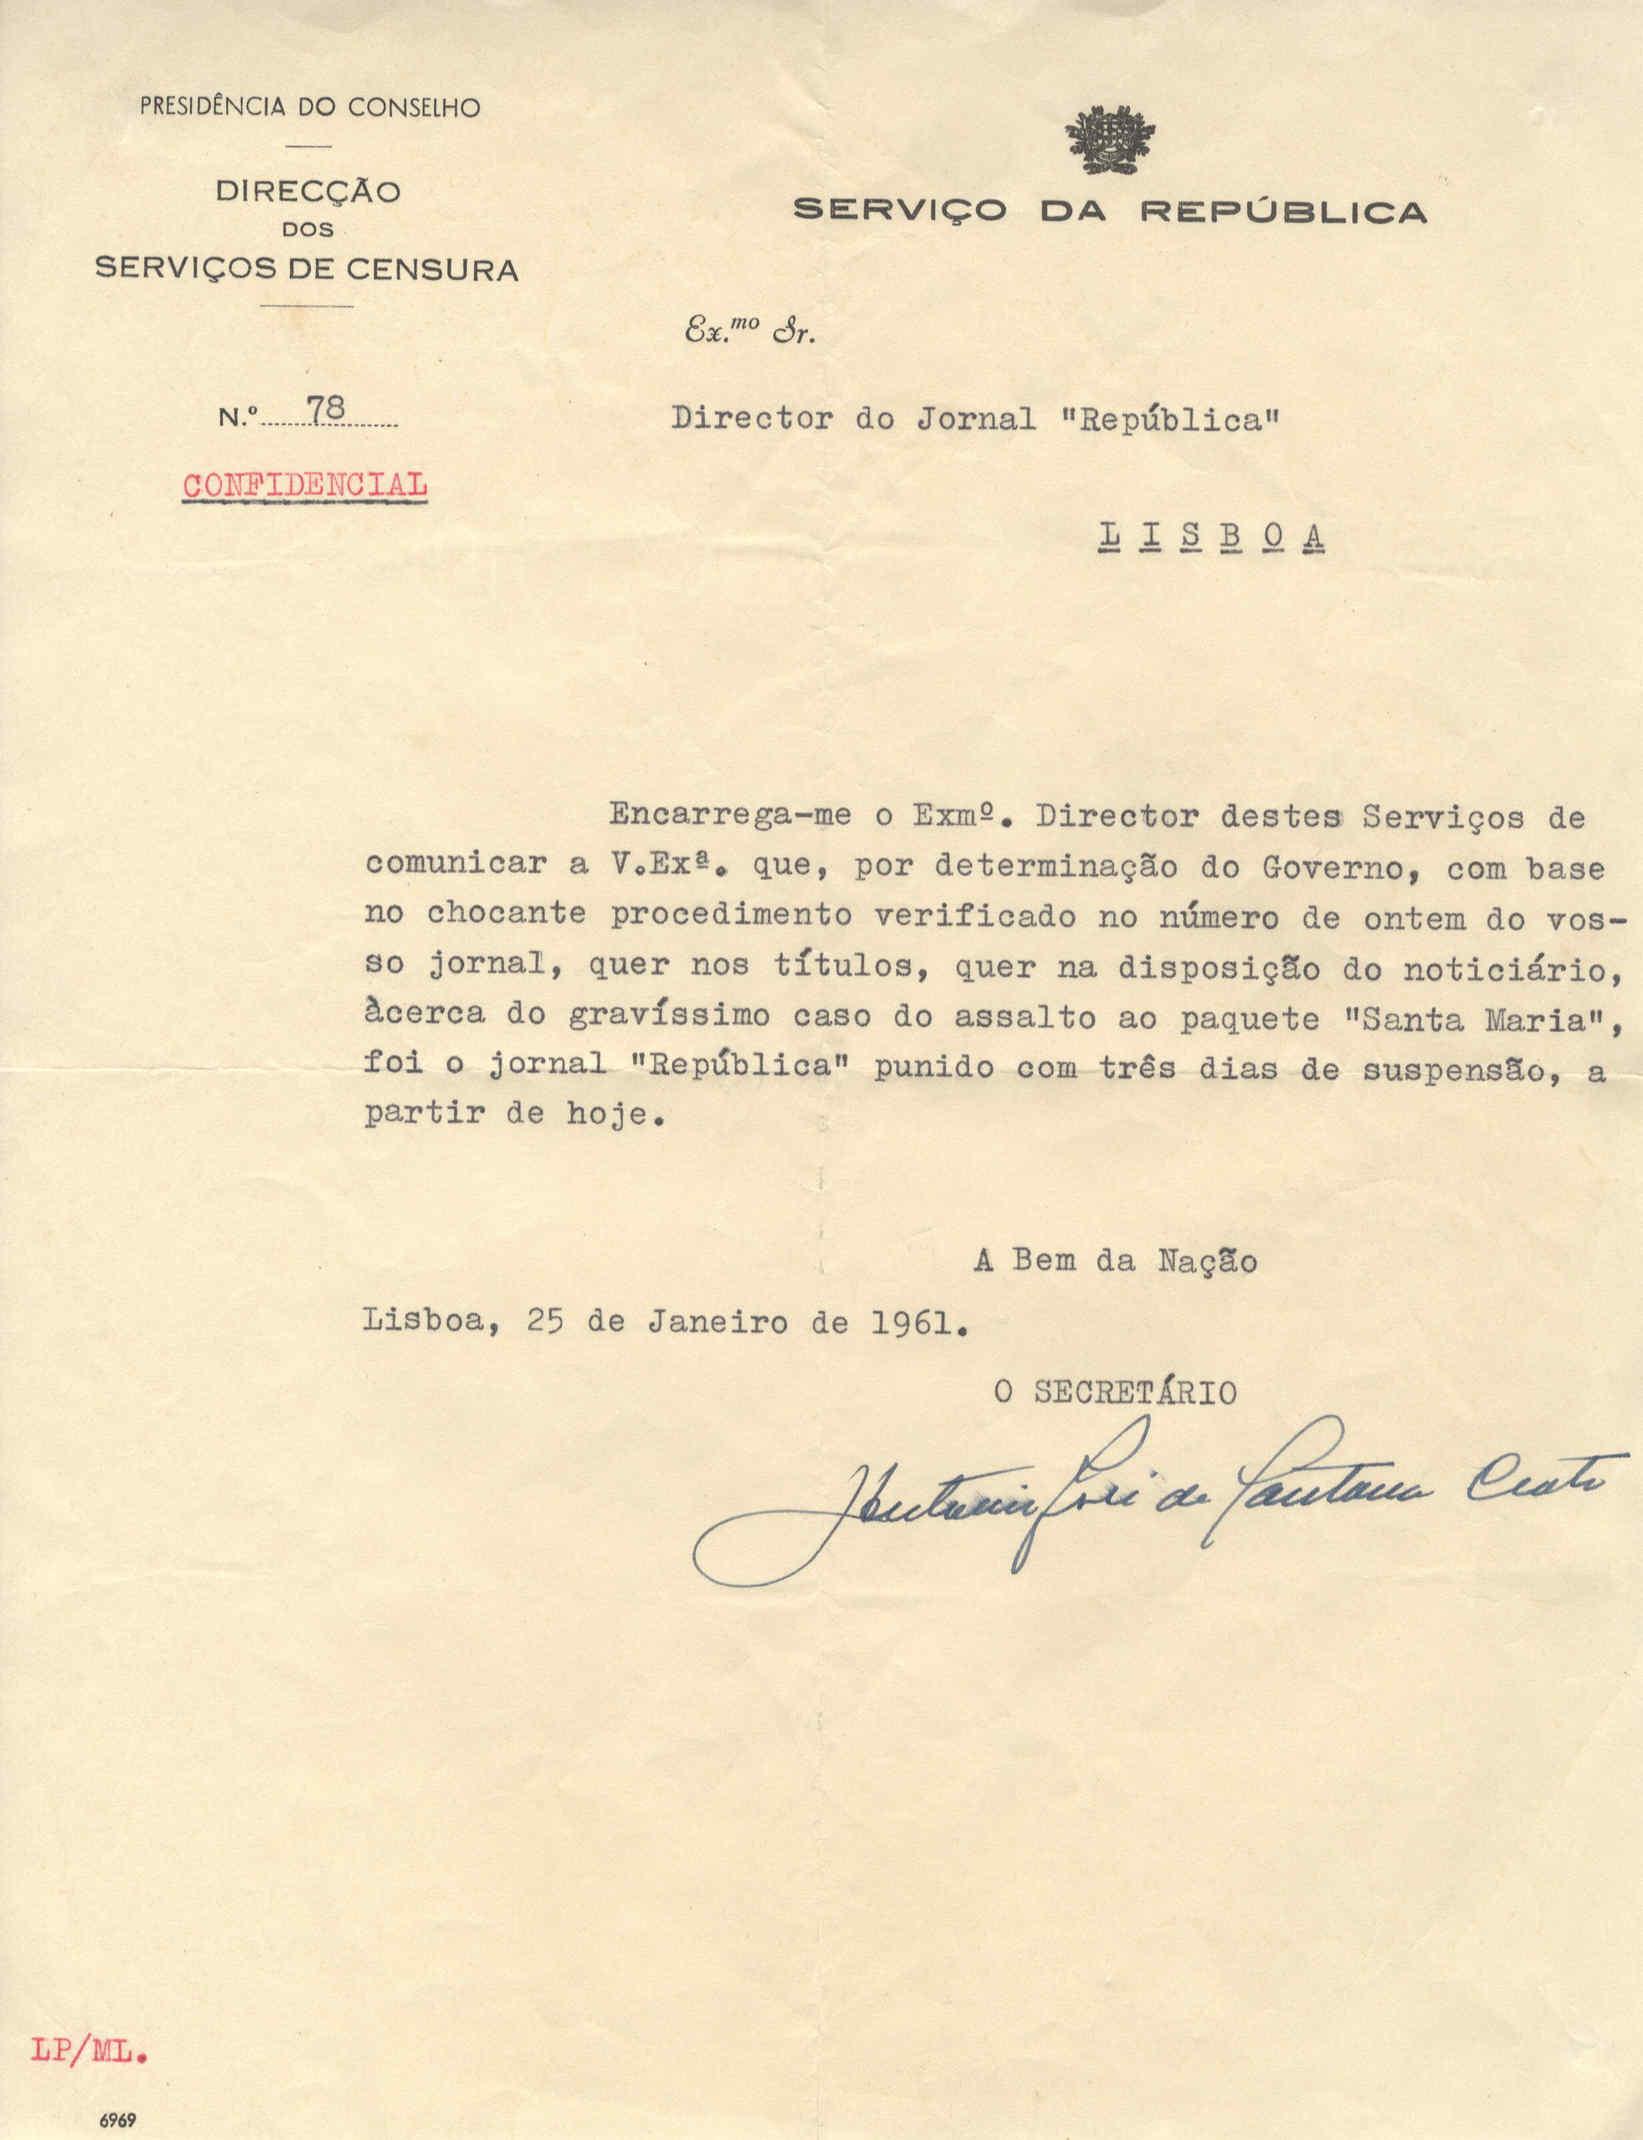 PRESIDÊNCIA DO CONSELHO
DIRECÇÃO
DOS
SERVIÇOS DE CENSURA
N.º 78
CONFIDENCIAL
SERVIÇO DA REPÚBLICA
Ex.mo Sr.
Director do Jornal "República"
L I S B O A
Encarrega-me o Exmº. Director destes Serviços de
comunicar a V.Exª. que, por determinação do Governo, com base
no chocante procedimento verificado no número de ontem do vos-
so jornal, quer nos títulos, quer na disposição do noticiário,
àcerca do gravíssimo caso do assalto ao paquete "Santa Maria",
foi o jornal "República" punido com três dias de suspensão, a
partir de hoje.
A Bem da Nação
Lisboa, 25 de Janeiro de 1961.
O SECRETÁRIO
José de Santana
LP/ML.
6969